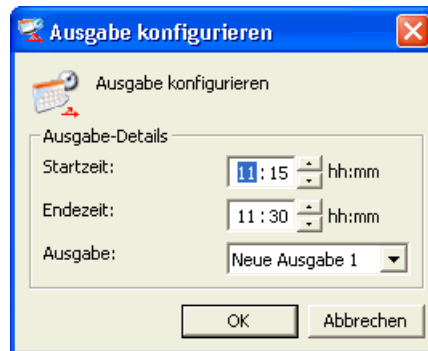 Ausgabe konfigurieren
Ausgabe konfigurieren
Ausgabe-Details
Startzeit: 11:15 hh:mm
Endezeit: 11:30 hh:mm
Ausgabe: Neue Ausgabe 1
OK Abbrechen